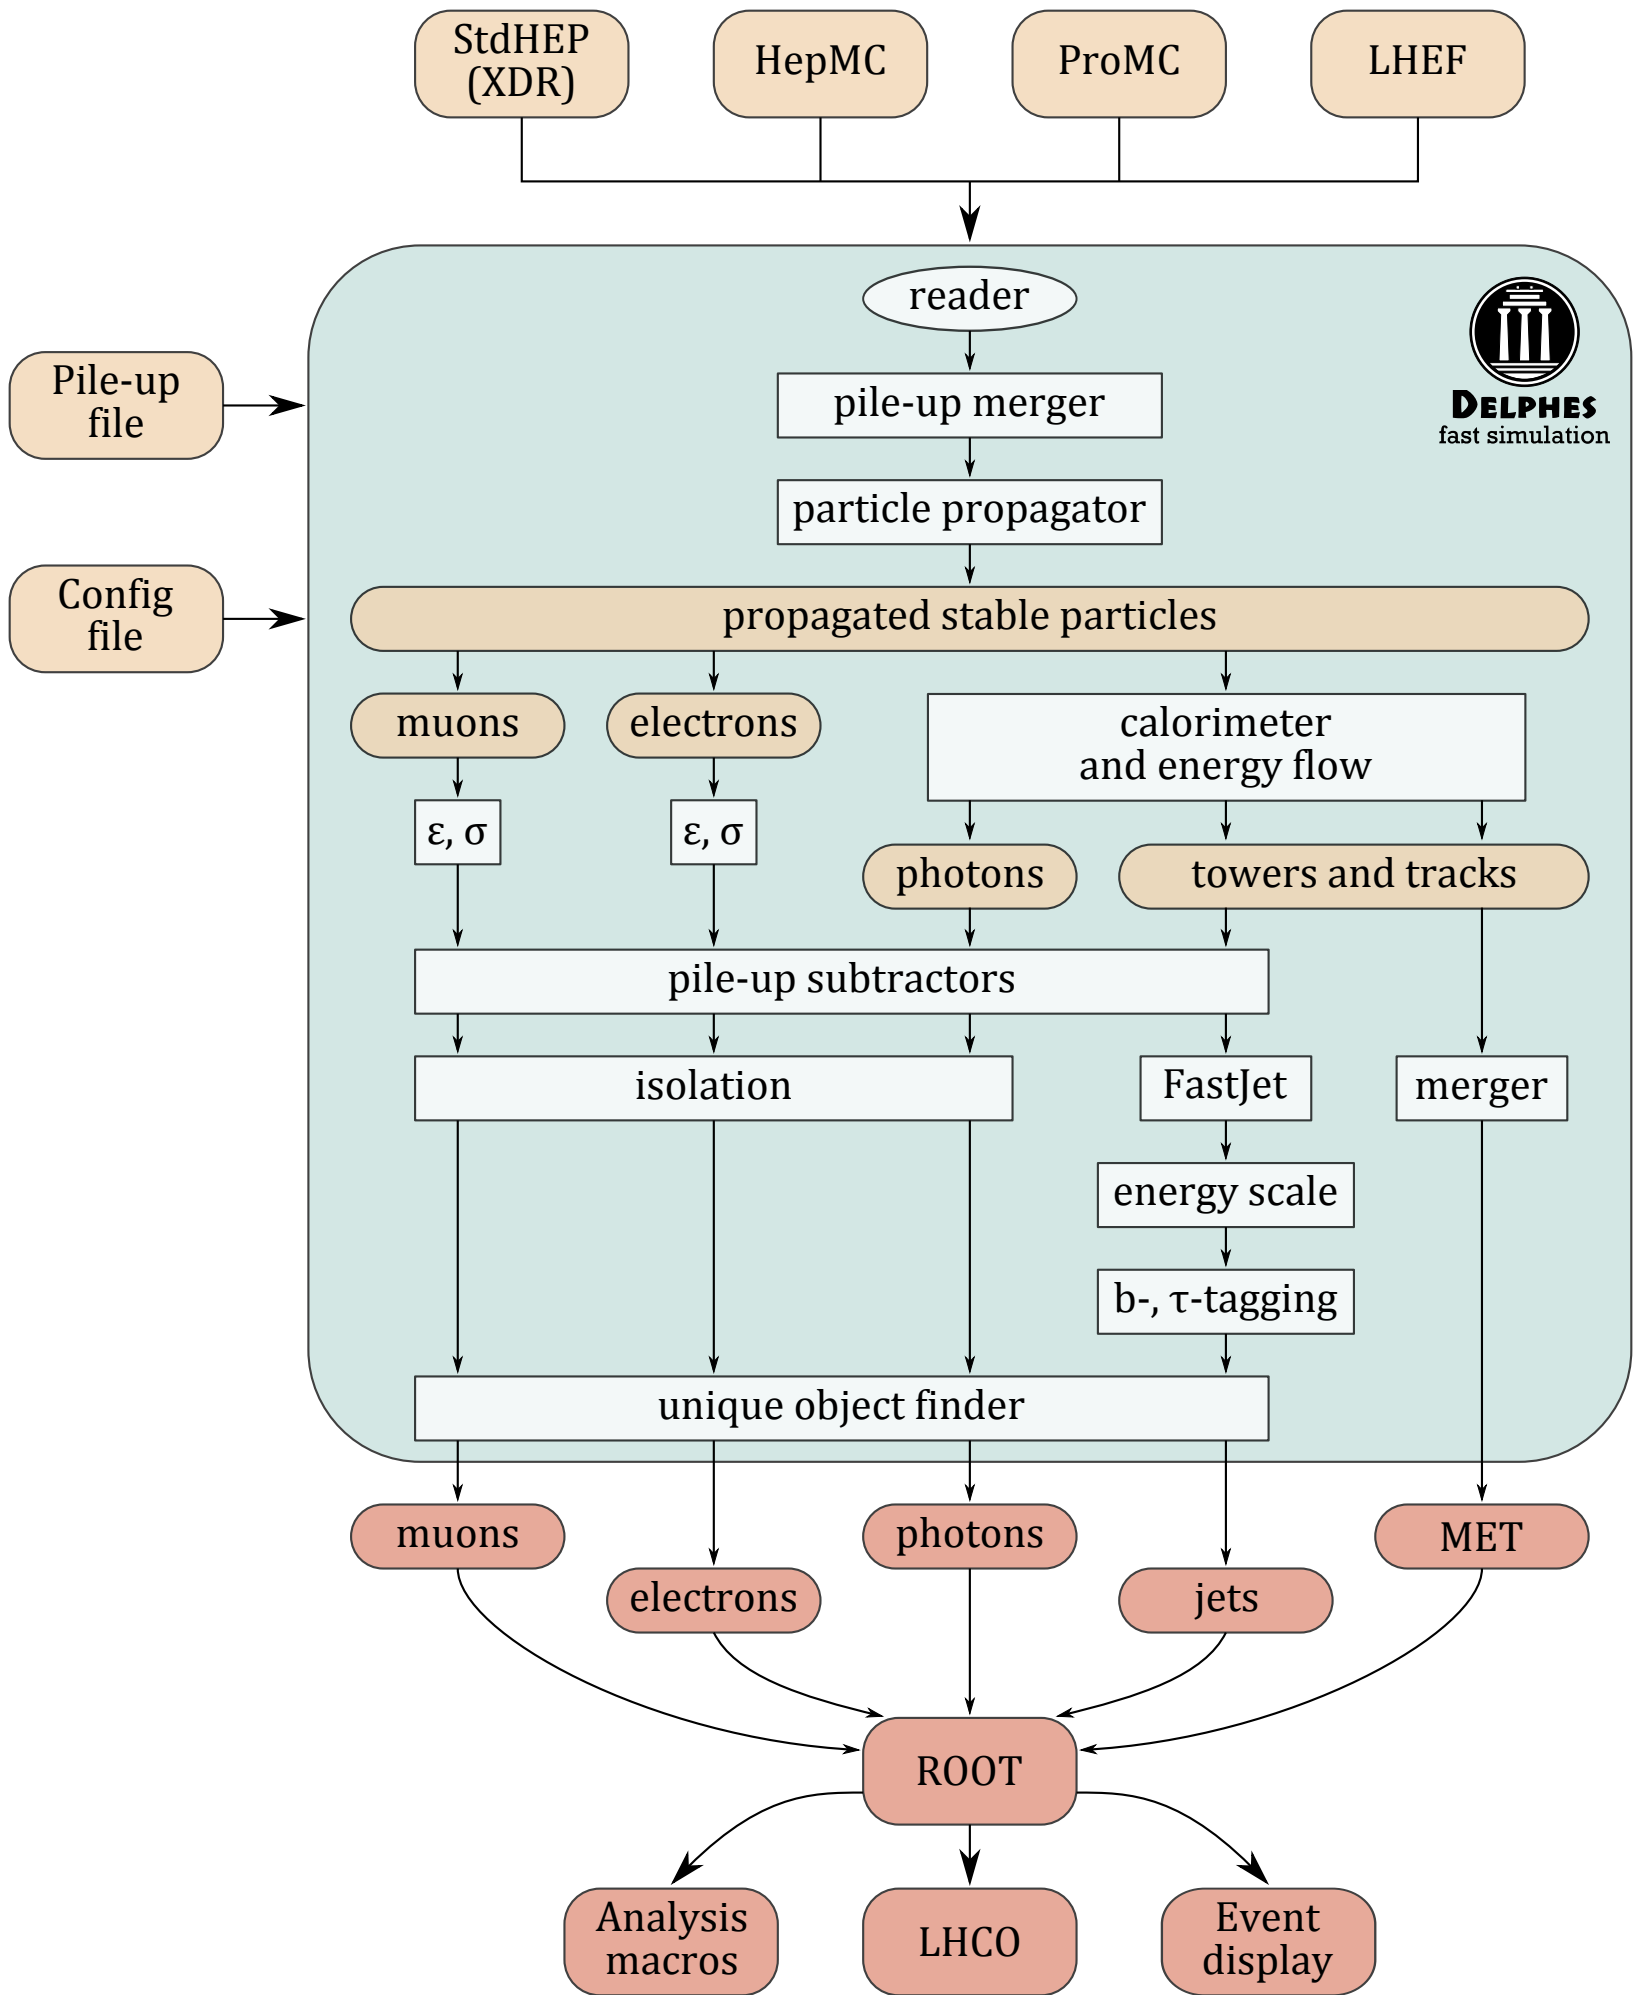 StdHEP
(XDR)
HepMC
ProMC
LHEF
reader
DELPHES
fast simulation
Pile-up
file
pile-up merger
particle propagator
Config
file
propagated stable particles
muons
electrons
calorimeter
and energy flow
ε, σ
ε, σ
photons
towers and tracks
pile-up subtractors
isolation
FastJet
merger
energy scale
b-, τ-tagging
unique object finder
muons
photons
MET
electrons
jets
ROOT
Analysis
macros
LHCO
Event
display